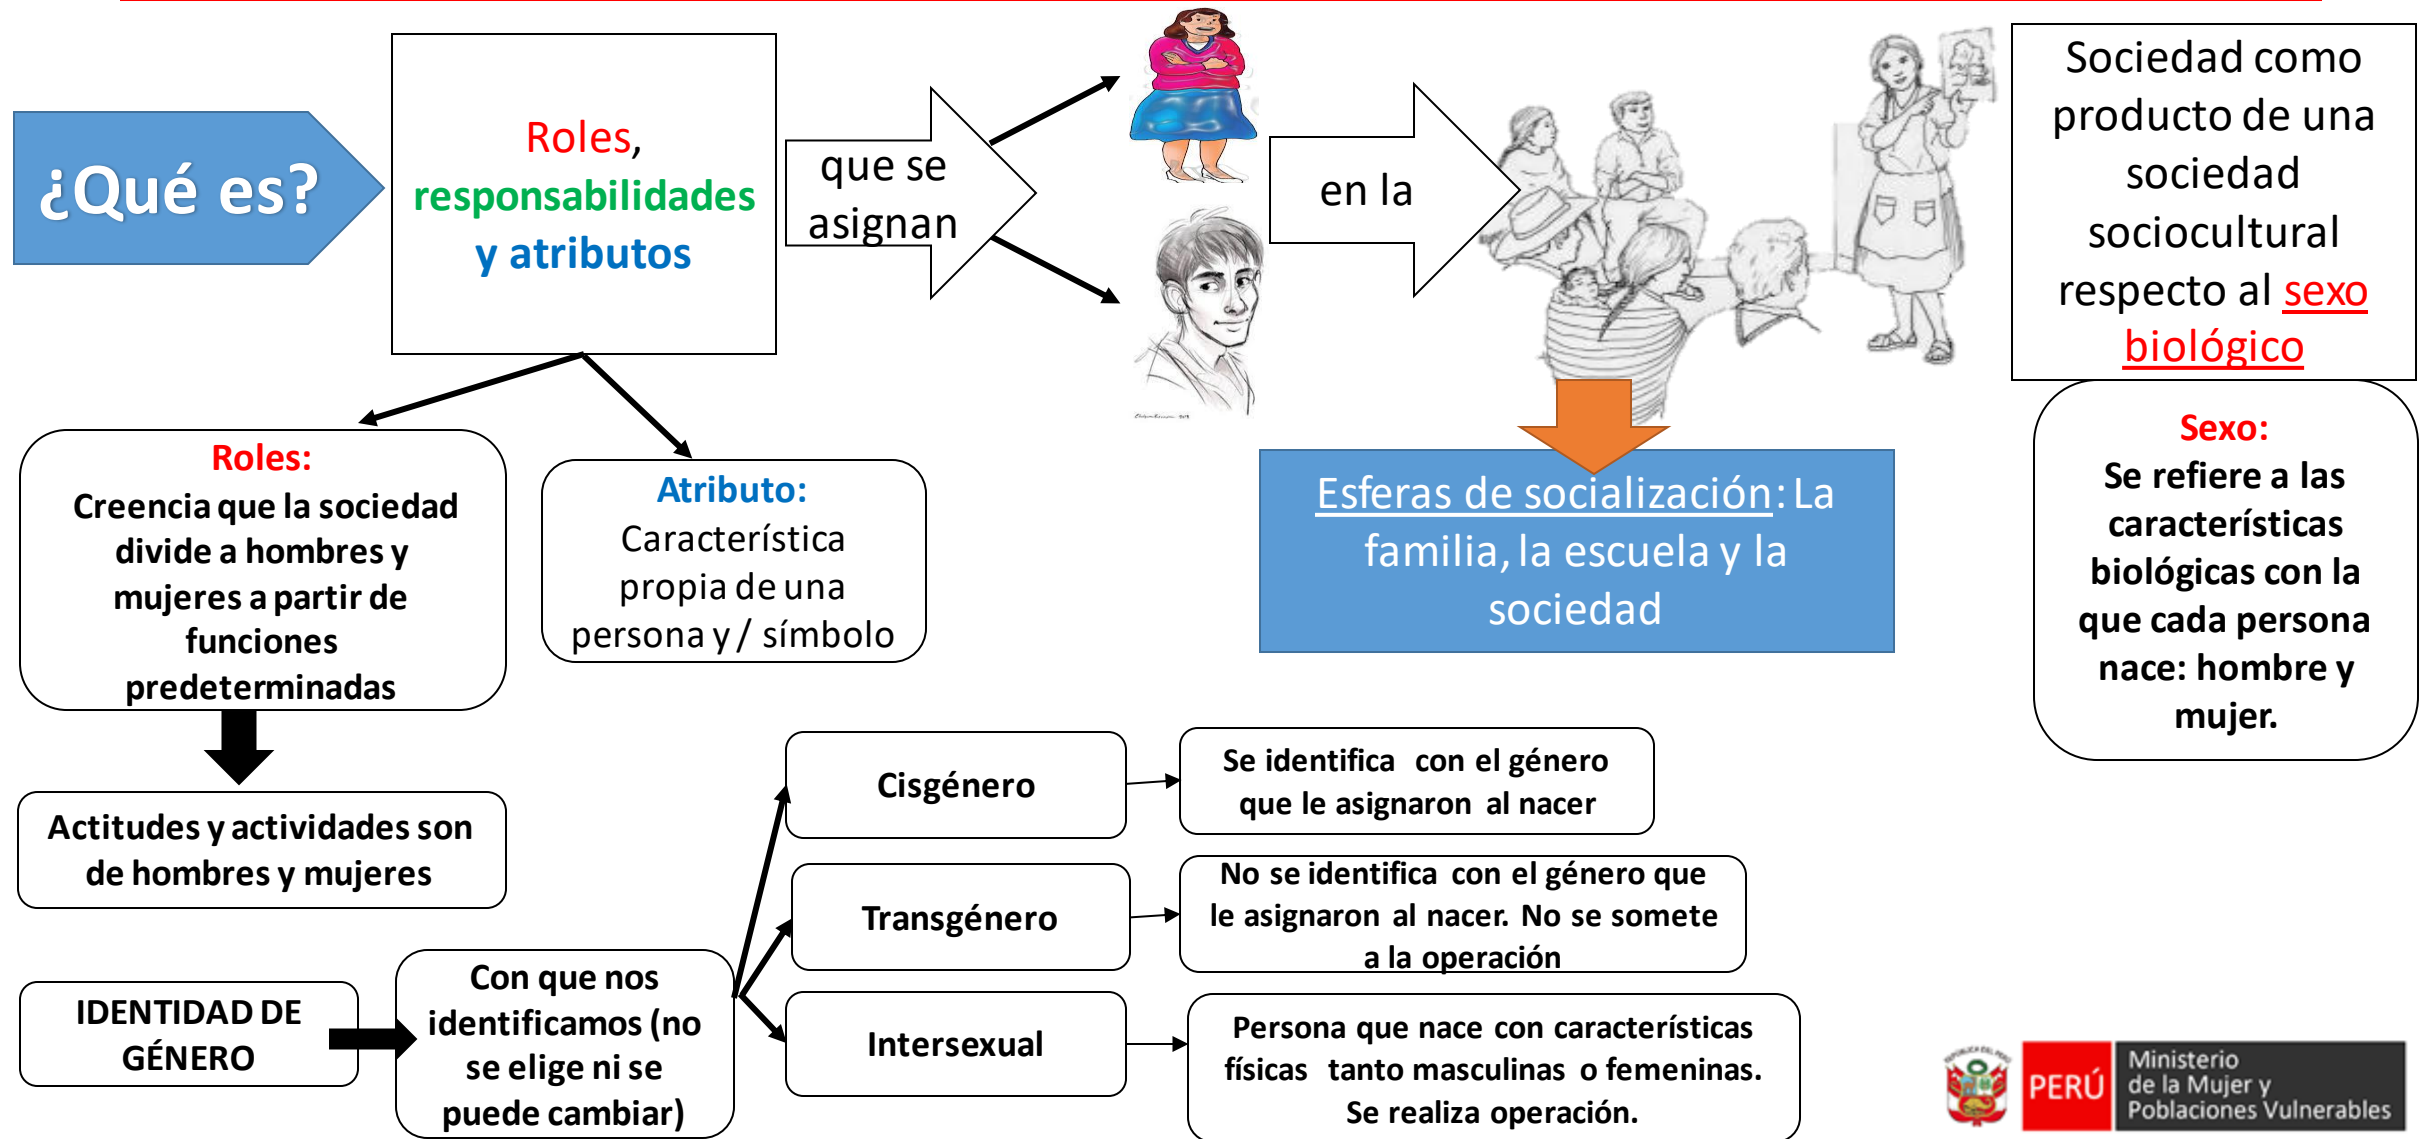 ¿Qué es?
Roles,
responsabilidades
y atributos
que se
asignan
en la
Sociedad como
producto de una
sociedad
sociocultural
respecto al sexo
biológico
Roles:
Creencia que la sociedad
divide a hombres y
mujeres a partir de
funciones
predeterminadas
Atributo:
Característica
propia de una
persona y / símbolo
Esferas de socialización: La
familia, la escuela y la
sociedad
Sexo:
Se refiere a las
características
biológicas con la
que cada persona
nace: hombre y
mujer.
Actitudes y actividades son
de hombres y mujeres
IDENTIDAD DE
GÉNERO
Con que nos
identificamos (no
se elige ni se
puede cambiar)
Cisgénero
Se identifica con el género
que le asignaron al nacer
Transgénero
No se identifica con el género que
le asignaron al nacer. No se somete
a la operación
Intersexual
Persona que nace con características
físicas tanto masculinas o femeninas.
Se realiza operación.
REPÚBLICA DEL PERÚ
PERÚ
Ministerio
de la Mujer y
Poblaciones Vulnerables